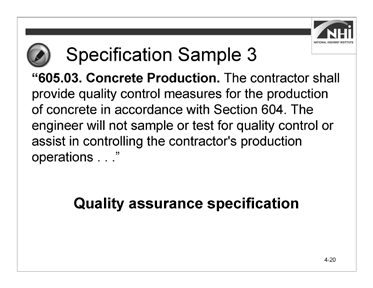 NHI
NATIONAL HIGHWAY INSTITUTE
Specification Sample 3
“605.03. Concrete Production. The contractor shall
provide quality control measures for the production
of concrete in accordance with Section 604. The
engineer will not sample or test for quality control or
assist in controlling the contractor's production
operations . . .”
Quality assurance specification
4-20